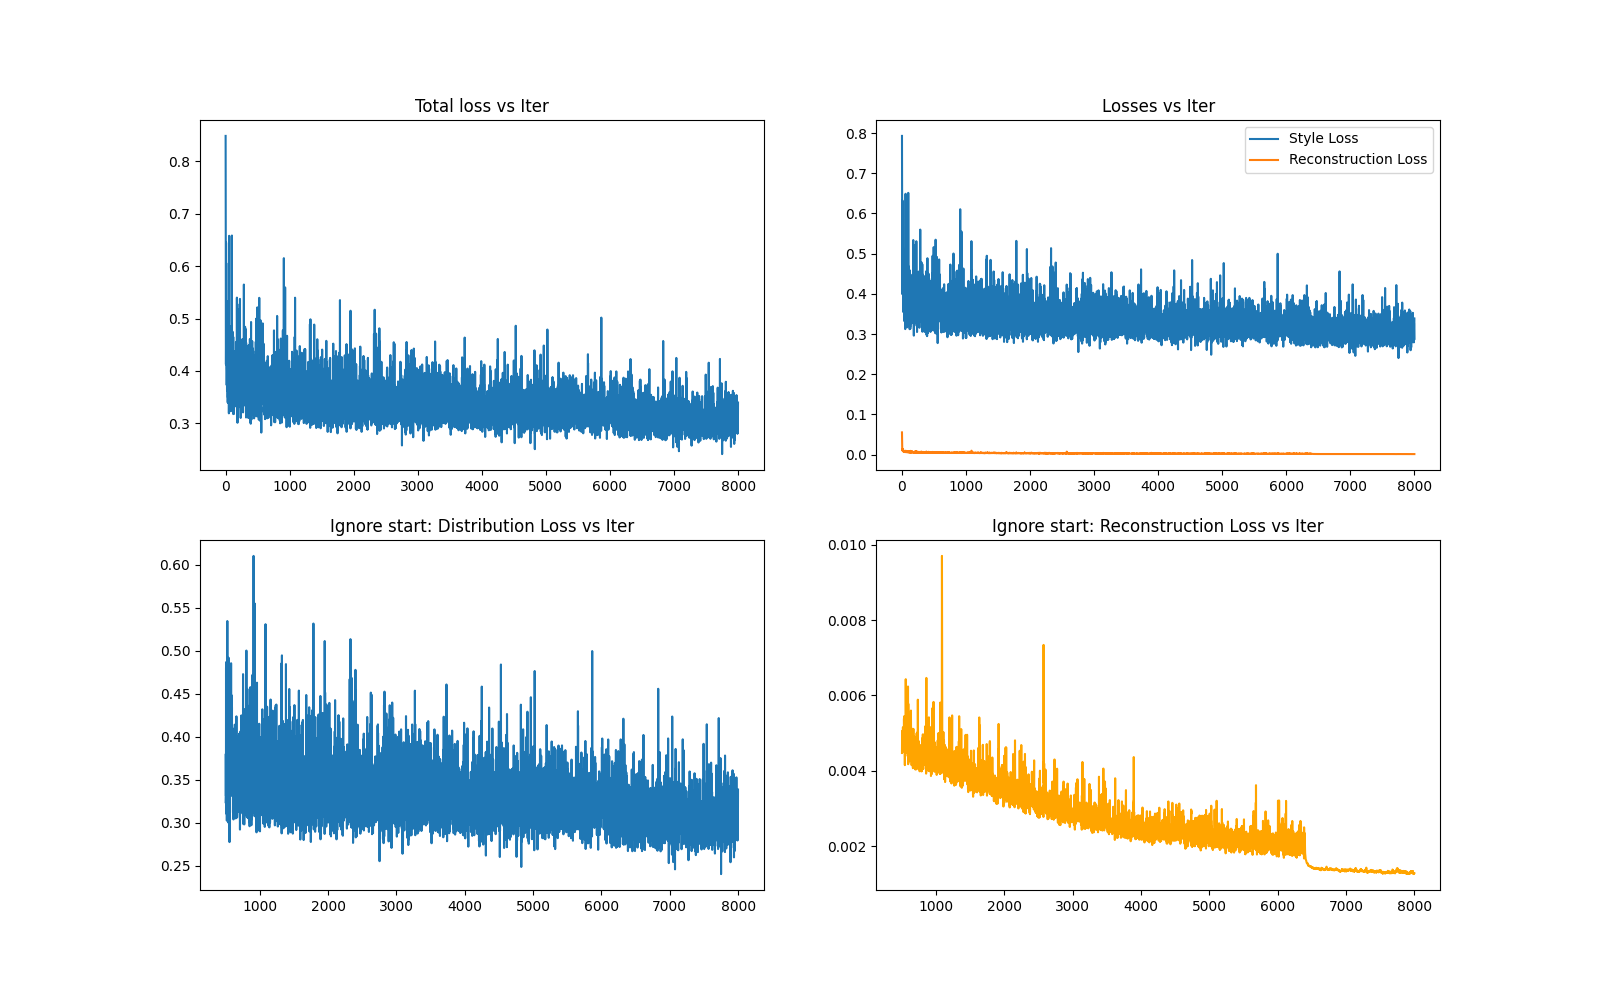 Total loss vs Iter
0.8
0.7
0.6
0.5
0.4
0.3
0 1000 2000 3000 4000 5000 6000 7000 8000
Losses vs Iter
Style Loss
Reconstruction Loss
0.8
0.7
0.6
0.5
0.4
0.3
0.2
0.1
0.0
0 1000 2000 3000 4000 5000 6000 7000 8000
Ignore start: Distribution Loss vs Iter
0.60
0.55
0.50
0.45
0.40
0.35
0.30
0.25
1000 2000 3000 4000 5000 6000 7000 8000
Ignore start: Reconstruction Loss vs Iter
0.010
0.008
0.006
0.004
0.002
1000 2000 3000 4000 5000 6000 7000 8000